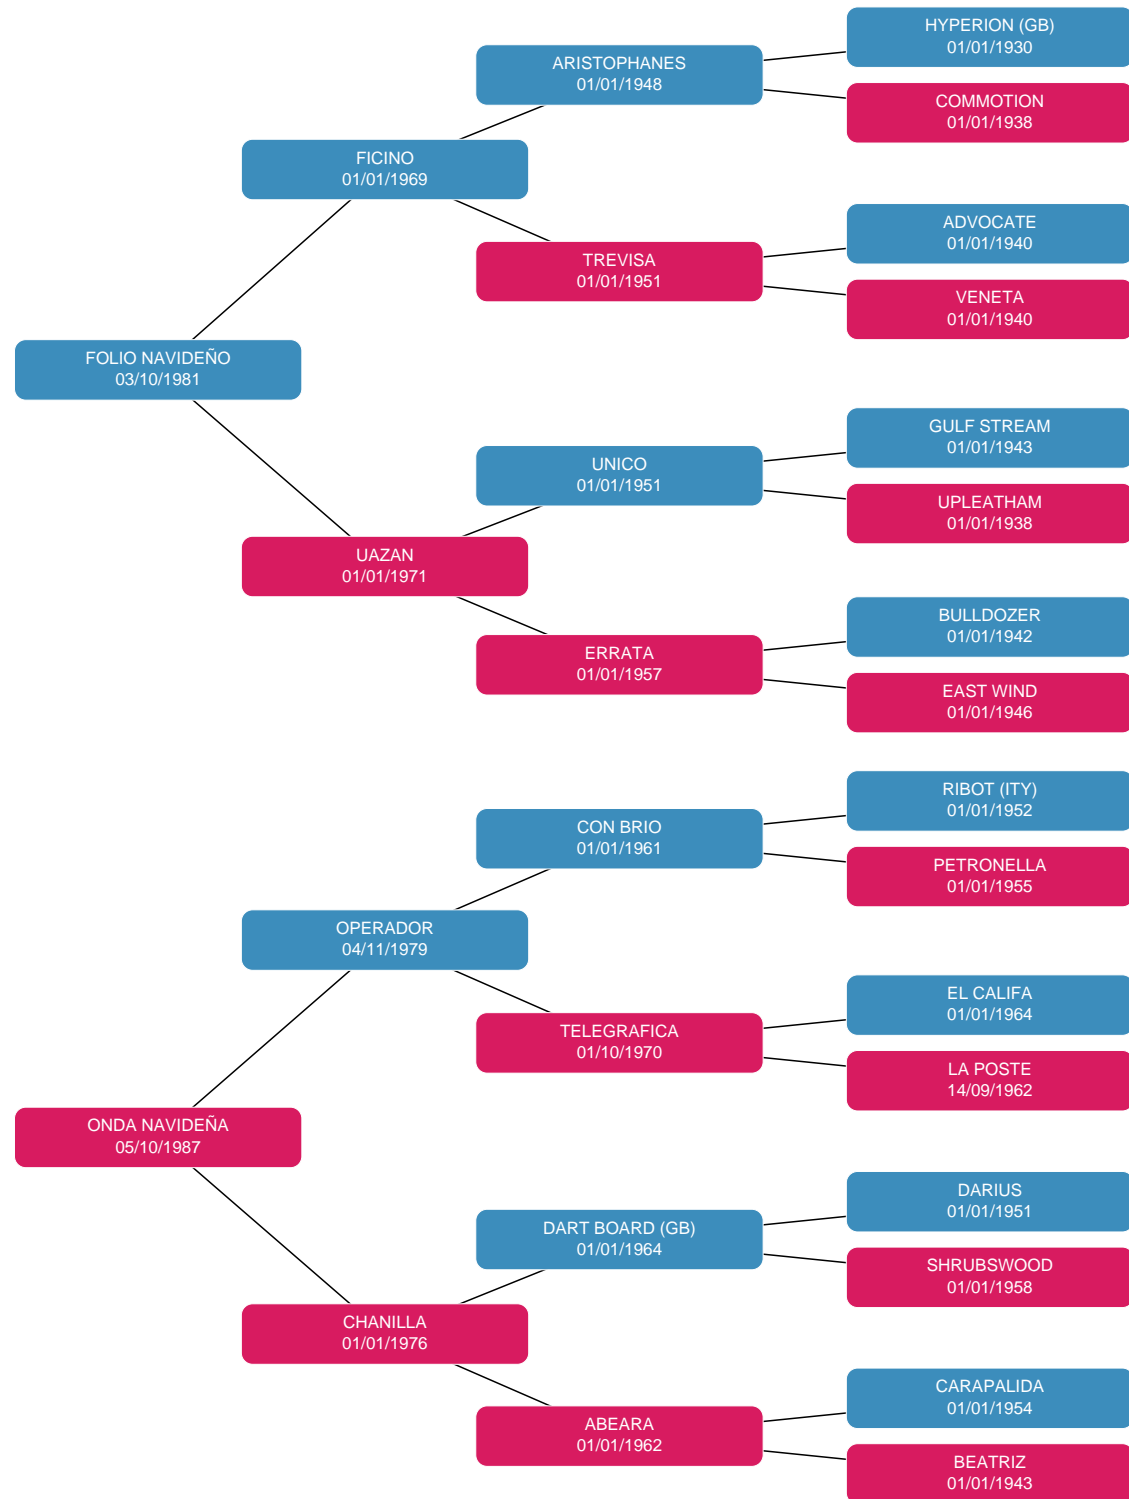 HYPERION (GB)
01/01/1930
ARISTOPHANES
01/01/1948
COMMOTION
01/01/1938
FICINO
01/01/1969
ADVOCATE
01/01/1940
TREVISA
01/01/1951
VENETA
01/01/1940
FOLIO NAVIDEÑO
03/10/1981
GULF STREAM
01/01/1943
UNICO
01/01/1951
UPLEATHAM
01/01/1938
UAZAN
01/01/1971
BULLDOZER
01/01/1942
ERRATA
01/01/1957
EAST WIND
01/01/1946
RIBOT (ITY)
01/01/1952
CON BRIO
01/01/1961
PETRONELLA
01/01/1955
OPERADOR
04/11/1979
EL CALIFA
01/01/1964
TELEGRAFICA
01/10/1970
LA POSTE
14/09/1962
ONDA NAVIDEÑA
05/10/1987
DARIUS
01/01/1951
DART BOARD (GB)
01/01/1964
SHRUBSWOOD
01/01/1958
CHANILLA
01/01/1976
CARAPALIDA
01/01/1954
ABEARA
01/01/1962
BEATRIZ
01/01/1943